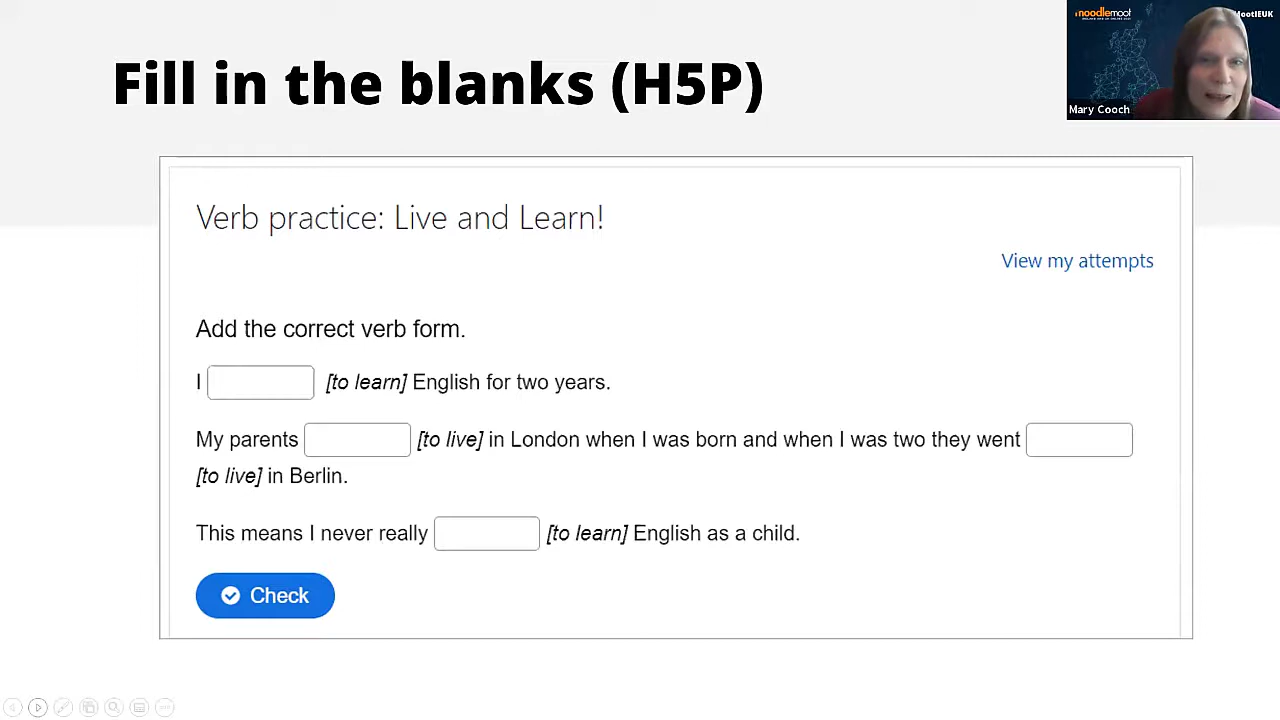 moodlemoot
MootIEUK
Mary Cooch
Fill in the blanks (H5P)
Verb practice: Live and Learn!
View my attempts
Add the correct verb form.
I [to learn] English for two years.
My parents [to live] in London when I was born and when I was two they went
[to live] in Berlin.
This means I never really [to learn] English as a child.
Check